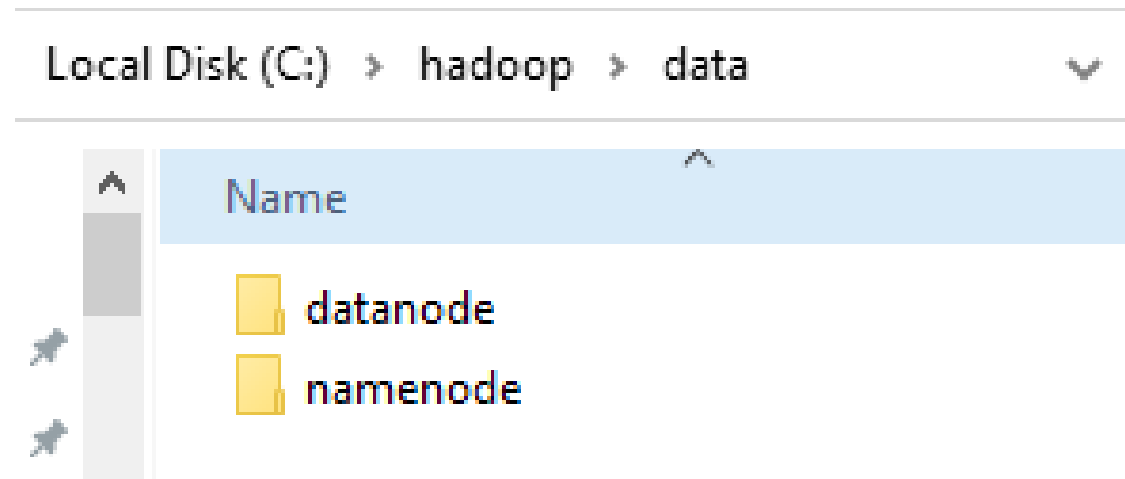 Local Disk (C:) > hadoop > data
Name
datanode
namenode